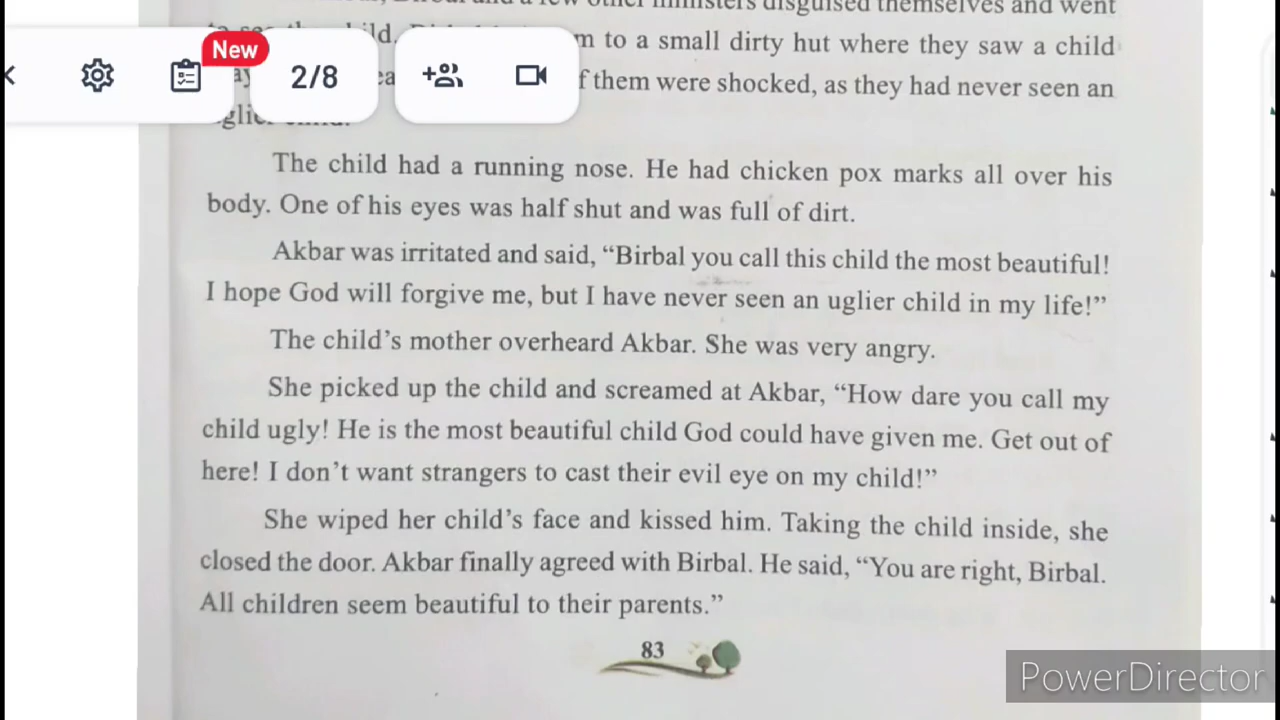 ministers disguised themselves and went
New
m to a small dirty hut where they saw a child
2/8
f them were shocked, as they had never seen an
The child had a running nose. He had chicken pox marks all over his
body. One of his eyes was half shut and was full of dirt.
Akbar was irritated and said, “Birbal you call this child the most beautiful!
I hope God will forgive me, but I have never seen an uglier child in my life!”
The child’s mother overheard Akbar. She was very angry.
She picked up the child and screamed at Akbar, “How dare you call my
child ugly! He is the most beautiful child God could have given me. Get out of
here! I don’t want strangers to cast their evil eye on my child!”
She wiped her child’s face and kissed him. Taking the child inside, she
closed the door. Akbar finally agreed with Birbal. He said, “You are right, Birbal.
All children seem beautiful to their parents.”
83
PowerDirector